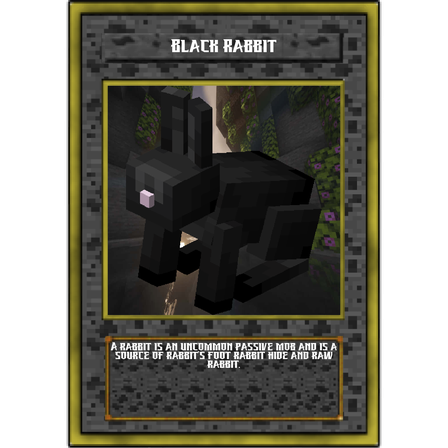 BLACK RABBIT
A RABBIT IS AN UNCOMMON PASSIVE MOB AND IS A
SOURCE OF RABBIT'S FOOT RABBIT HIDE AND RAW
RABBIT.